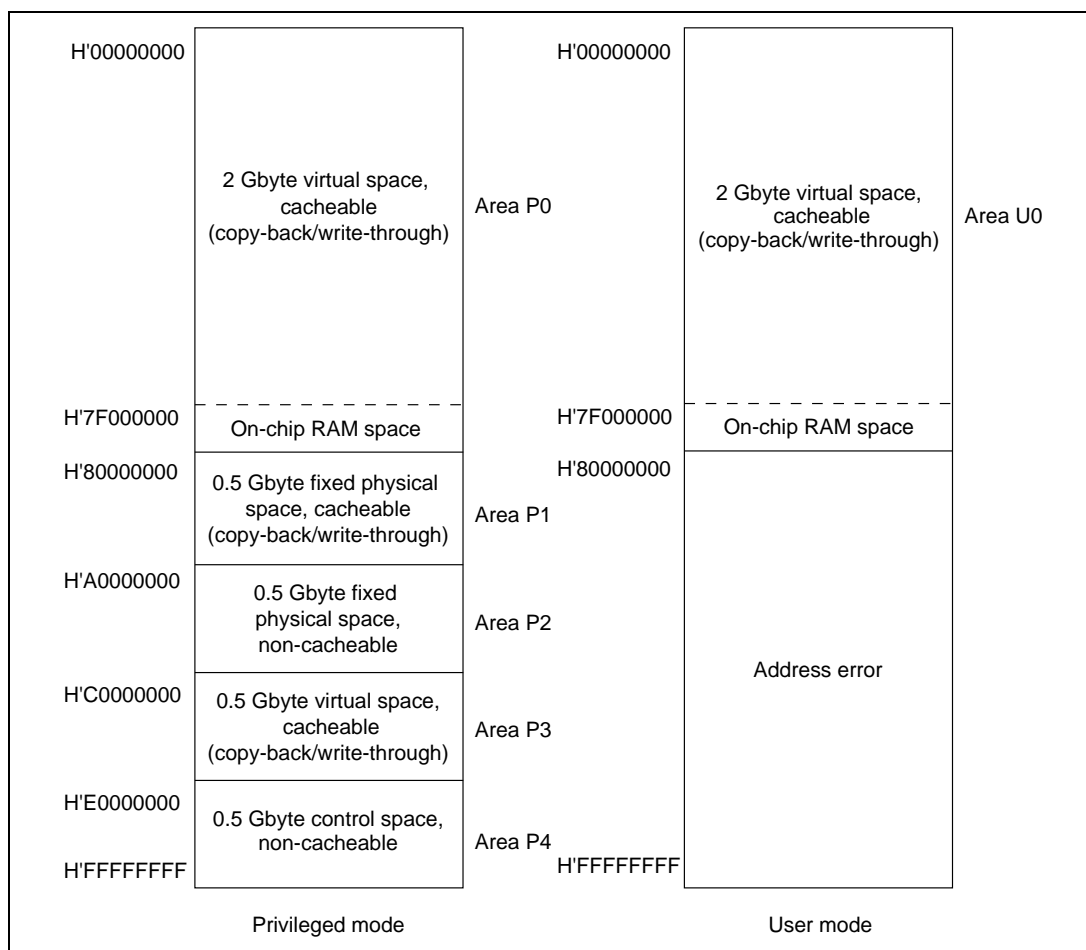 H'00000000
2 Gbyte virtual space,
cacheable
(copy-back/write-through)
Area P0
H'7F000000
On-chip RAM space
H'80000000
0.5 Gbyte fixed physical
space, cacheable
(copy-back/write-through)
Area P1
H'A0000000
0.5 Gbyte fixed
physical space,
non-cacheable
Area P2
H'C0000000
0.5 Gbyte virtual space,
cacheable
(copy-back/write-through)
Area P3
H'E0000000
0.5 Gbyte control space,
non-cacheable
Area P4
H'FFFFFFFF
Privileged mode
H'00000000
2 Gbyte virtual space,
cacheable
(copy-back/write-through)
Area U0
H'7F000000
On-chip RAM space
H'80000000
Address error
H'FFFFFFFF
User mode